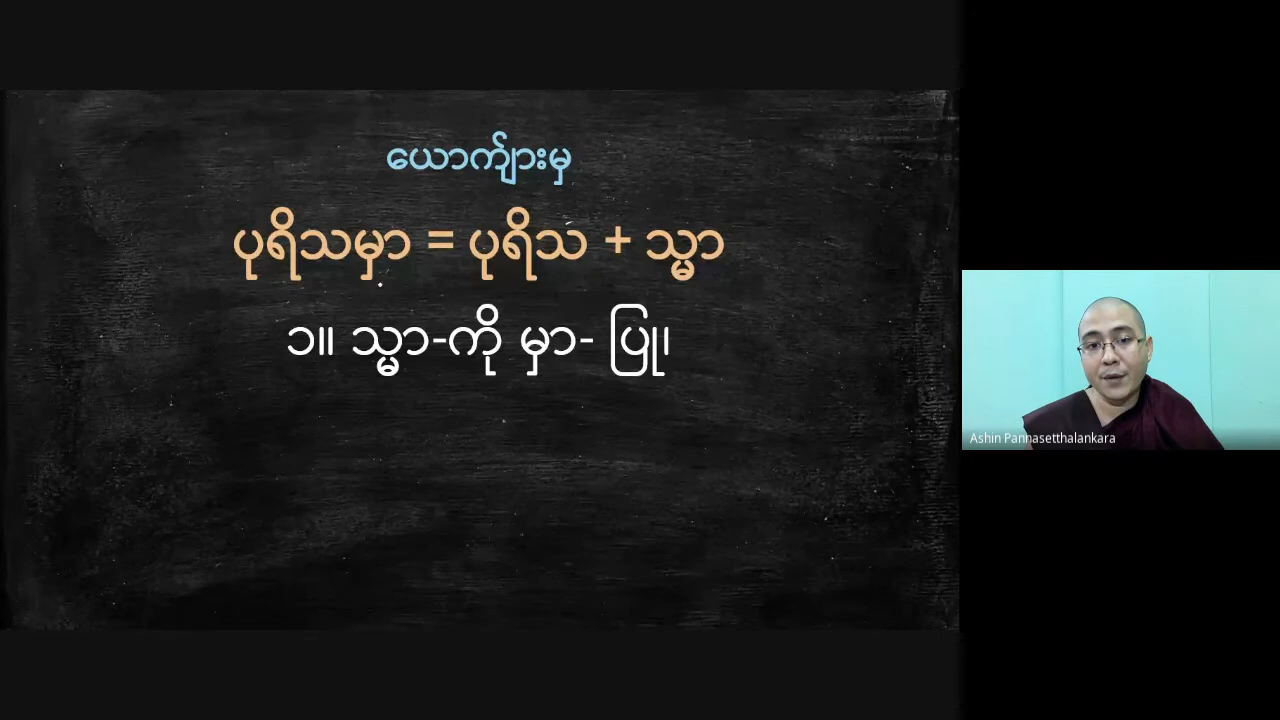 ယောက်ျားမှ
ပုရိသမှာ = ပုရိသ + သ္မာ
၁။ သ္မာ-ကို မှာ- ပြု၊
Ashin Pannasetthalankara